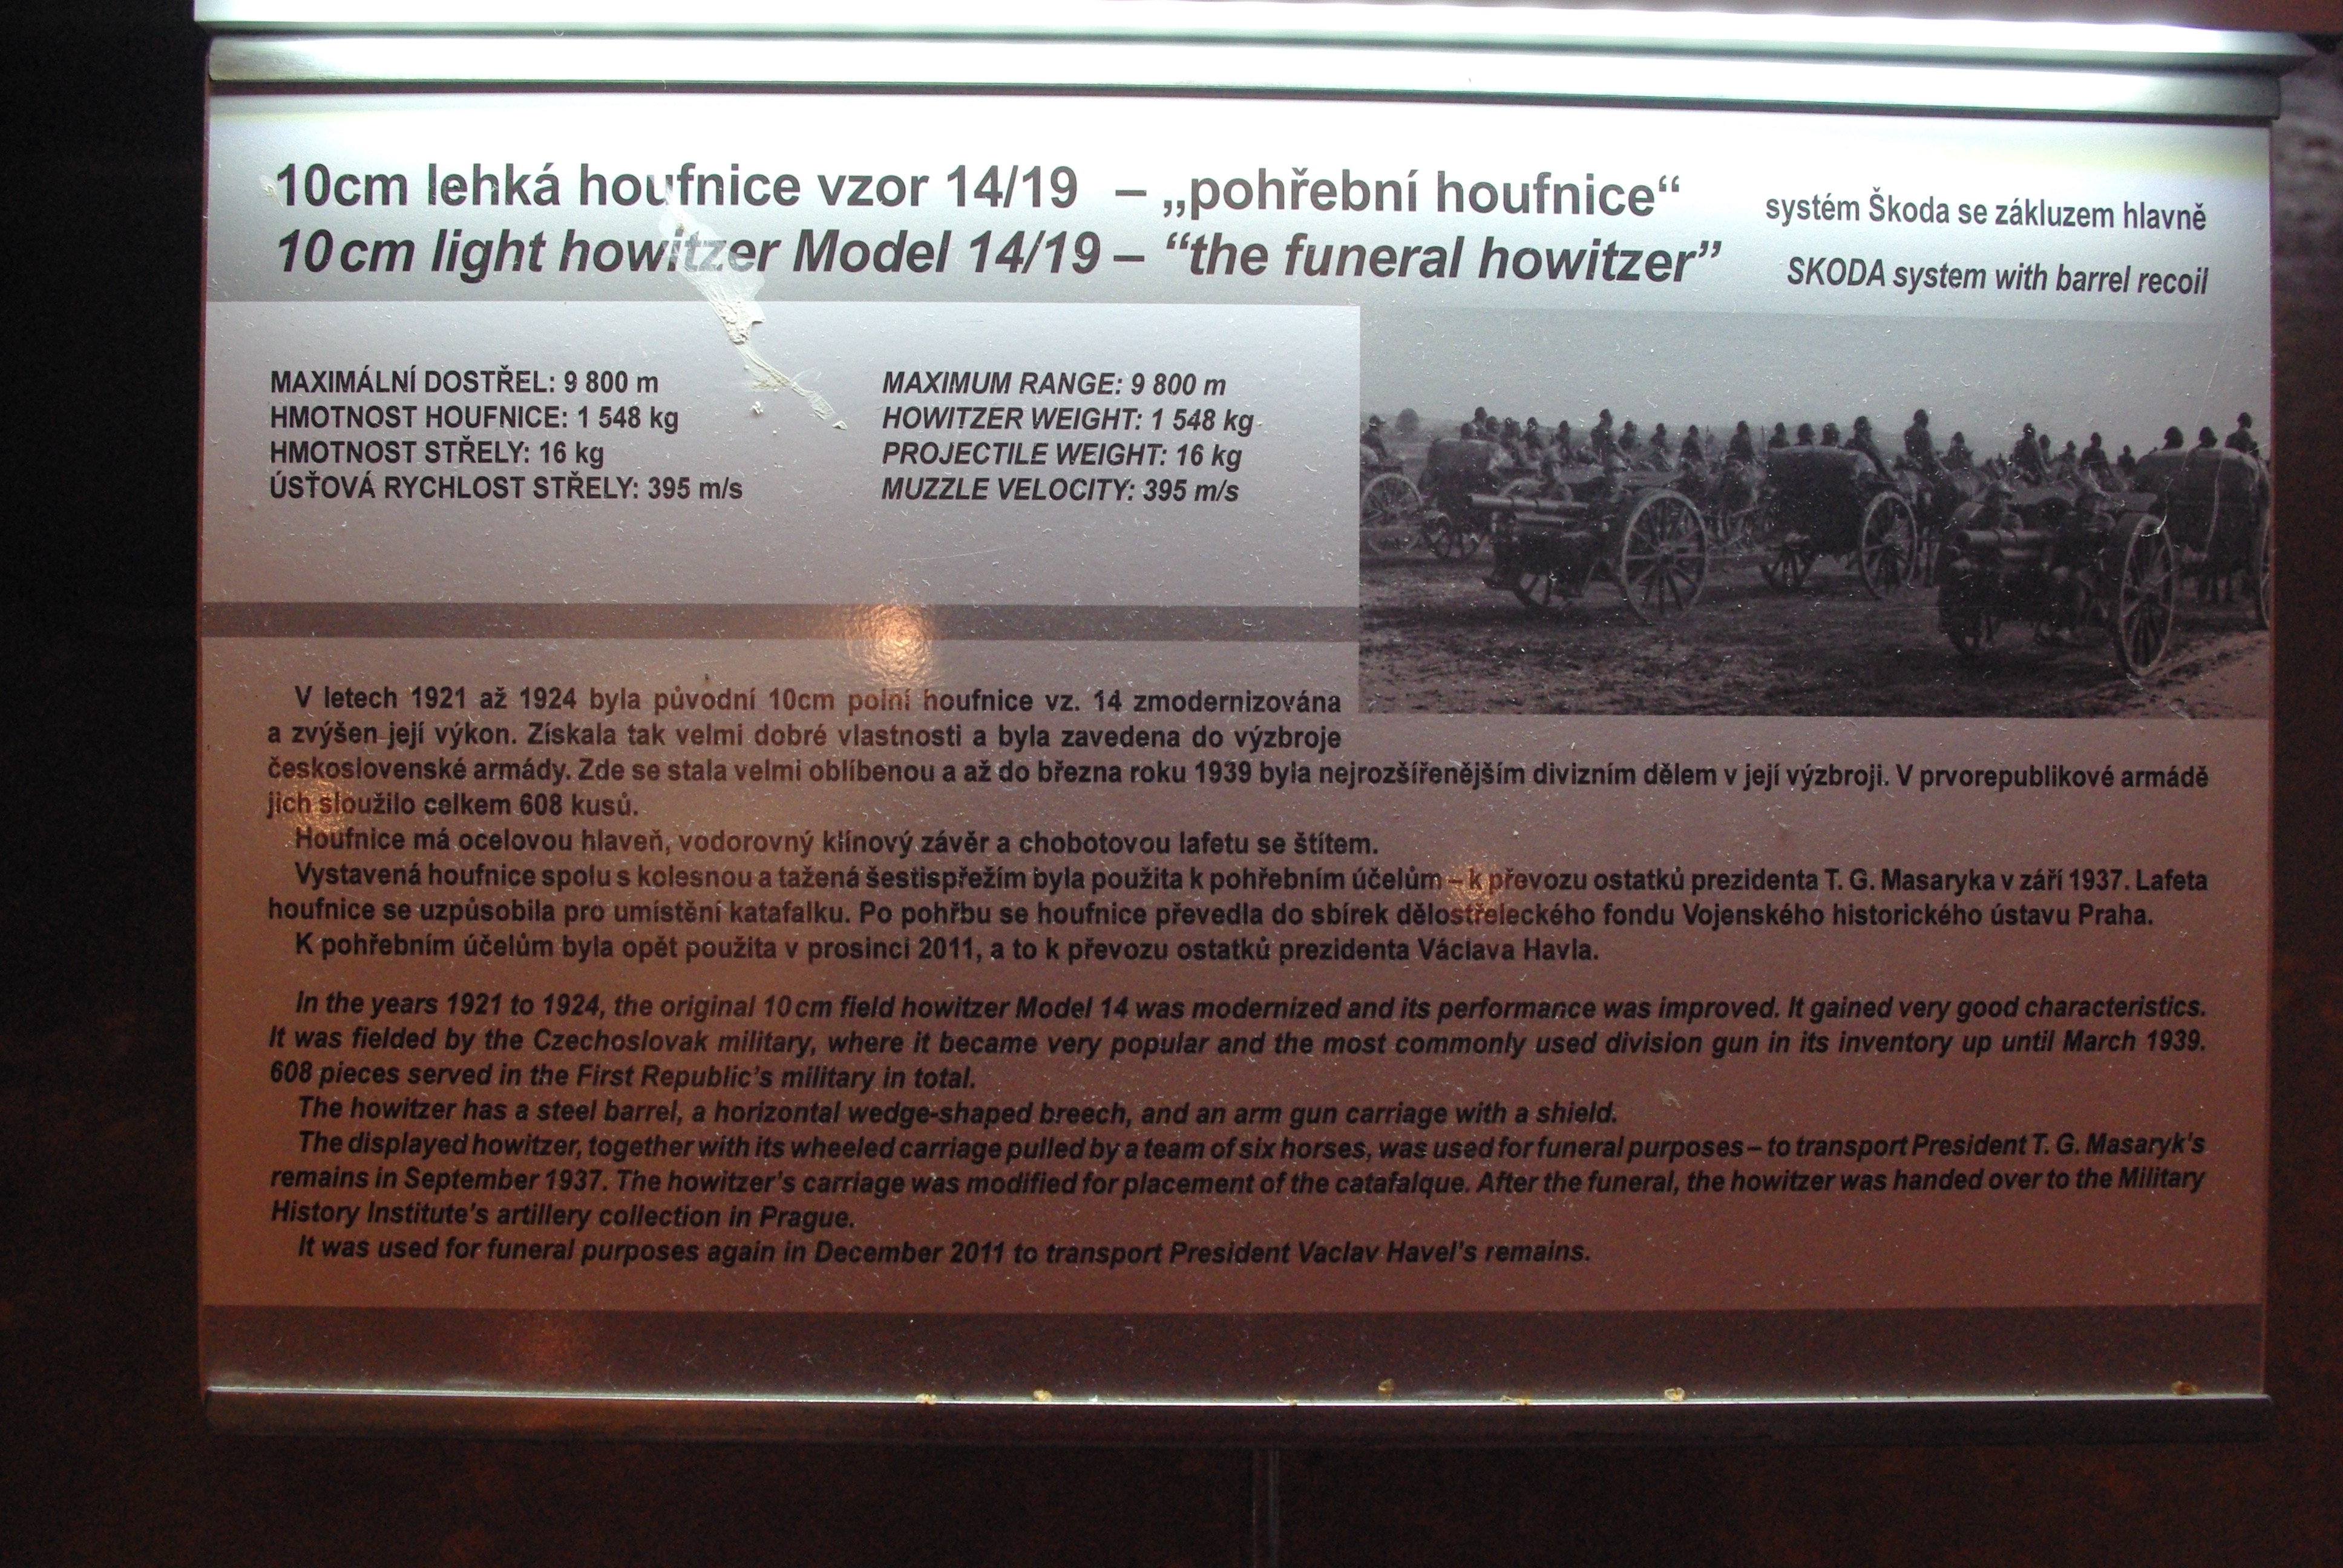 10cm lehká houfnice vzor 14/19 – „pohřební houfnice“
10cm light howitzer Model 14/19 – “the funeral howitzer”
systém Škoda se zákluzem hlavně
SKODA system with barrel recoil
MAXIMÁLNÍ DOSTŘEL: 9 800 m
HMOTNOST HOUFNICE: 1 548 kg
HMOTNOST STŘELY: 16 kg
ÚSŤOVÁ RYCHLOST STŘELY: 395 m/s
MAXIMUM RANGE: 9 800 m
HOWITZER WEIGHT: 1 548 kg
PROJECTILE WEIGHT: 16 kg
MUZZLE VELOCITY: 395 m/s
V letech 1921 až 1924 byla původní 10cm polní houfnice vz. 14 zmodernizována
a zvýšen její výkon. Získala tak velmi dobré vlastnosti a byla zavedena do výzbroje
československé armády. Zde se stala velmi oblíbenou a až do března roku 1939 byla nejrozšířenějším divizním dělem v její výzbroji. V prvorepublikové armádě
jich sloužilo celkem 608 kusů.
Houfnice má ocelovou hlaveň, vodorovný klínový závěr a chobotovou lafetu se štítem.
Vystavená houfnice spolu s kolesnou a tažená šestispřežím byla použita k pohřebním účelům – k převozu ostatků prezidenta T. G. Masaryka v září 1937. Lafeta
houfnice se uzpůsobila pro umístění katafalku. Po pohřbu se houfnice převedla do sbírek dělostřeleckého fondu Vojenského historického ústavu Praha.
K pohřebním účelům byla opět použita v prosinci 2011, a to k převozu ostatků prezidenta Václava Havla.
In the years 1921 to 1924, the original 10cm field howitzer Model 14 was modernized and its performance was improved. It gained very good characteristics.
It was fielded by the Czechoslovak military, where it became very popular and the most commonly used division gun in its inventory up until March 1939.
608 pieces served in the First Republic’s military in total.
The howitzer has a steel barrel, a horizontal wedge-shaped breech, and an arm gun carriage with a shield.
The displayed howitzer, together with its wheeled carriage pulled by a team of six horses, was used for funeral purposes – to transport President T. G. Masaryk’s
remains in September 1937. The howitzer’s carriage was modified for placement of the catafalque. After the funeral, the howitzer was handed over to the Military
History Institute’s artillery collection in Prague.
It was used for funeral purposes again in December 2011 to transport President Vaclav Havel’s remains.